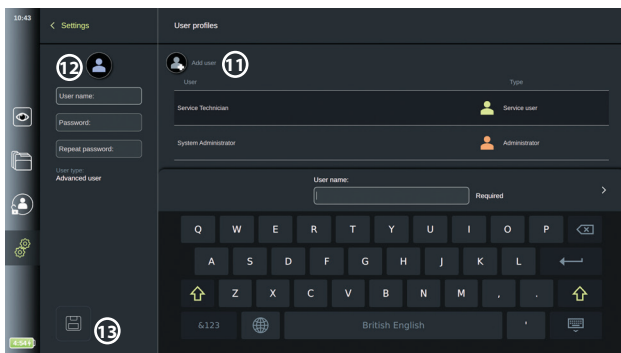 10:43
Settings
User profiles
12
Add user
11
User
Type
User name:
Service Technician
Service user
Password:
Repeat password:
System Administrator
Administrator
User type:
Advanced user
User name:
Required
Q W E R T Y U I O P
A S D F G H J K L
Z X C V B N M , .
&123
British English
'
13
4:54+